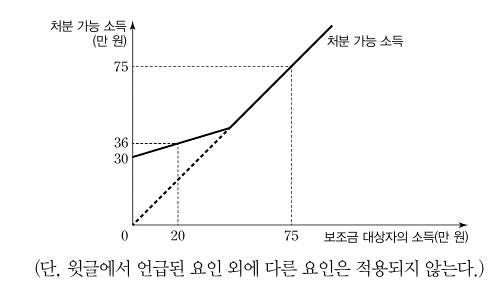 처분 가능 소득
(만 원)
처분 가능 소득
75
36
30
0 20 75 보조금 대상자의 소득(만 원)
(단, 윗글에서 언급된 요인 외에 다른 요인은 적용되지 않는다.)